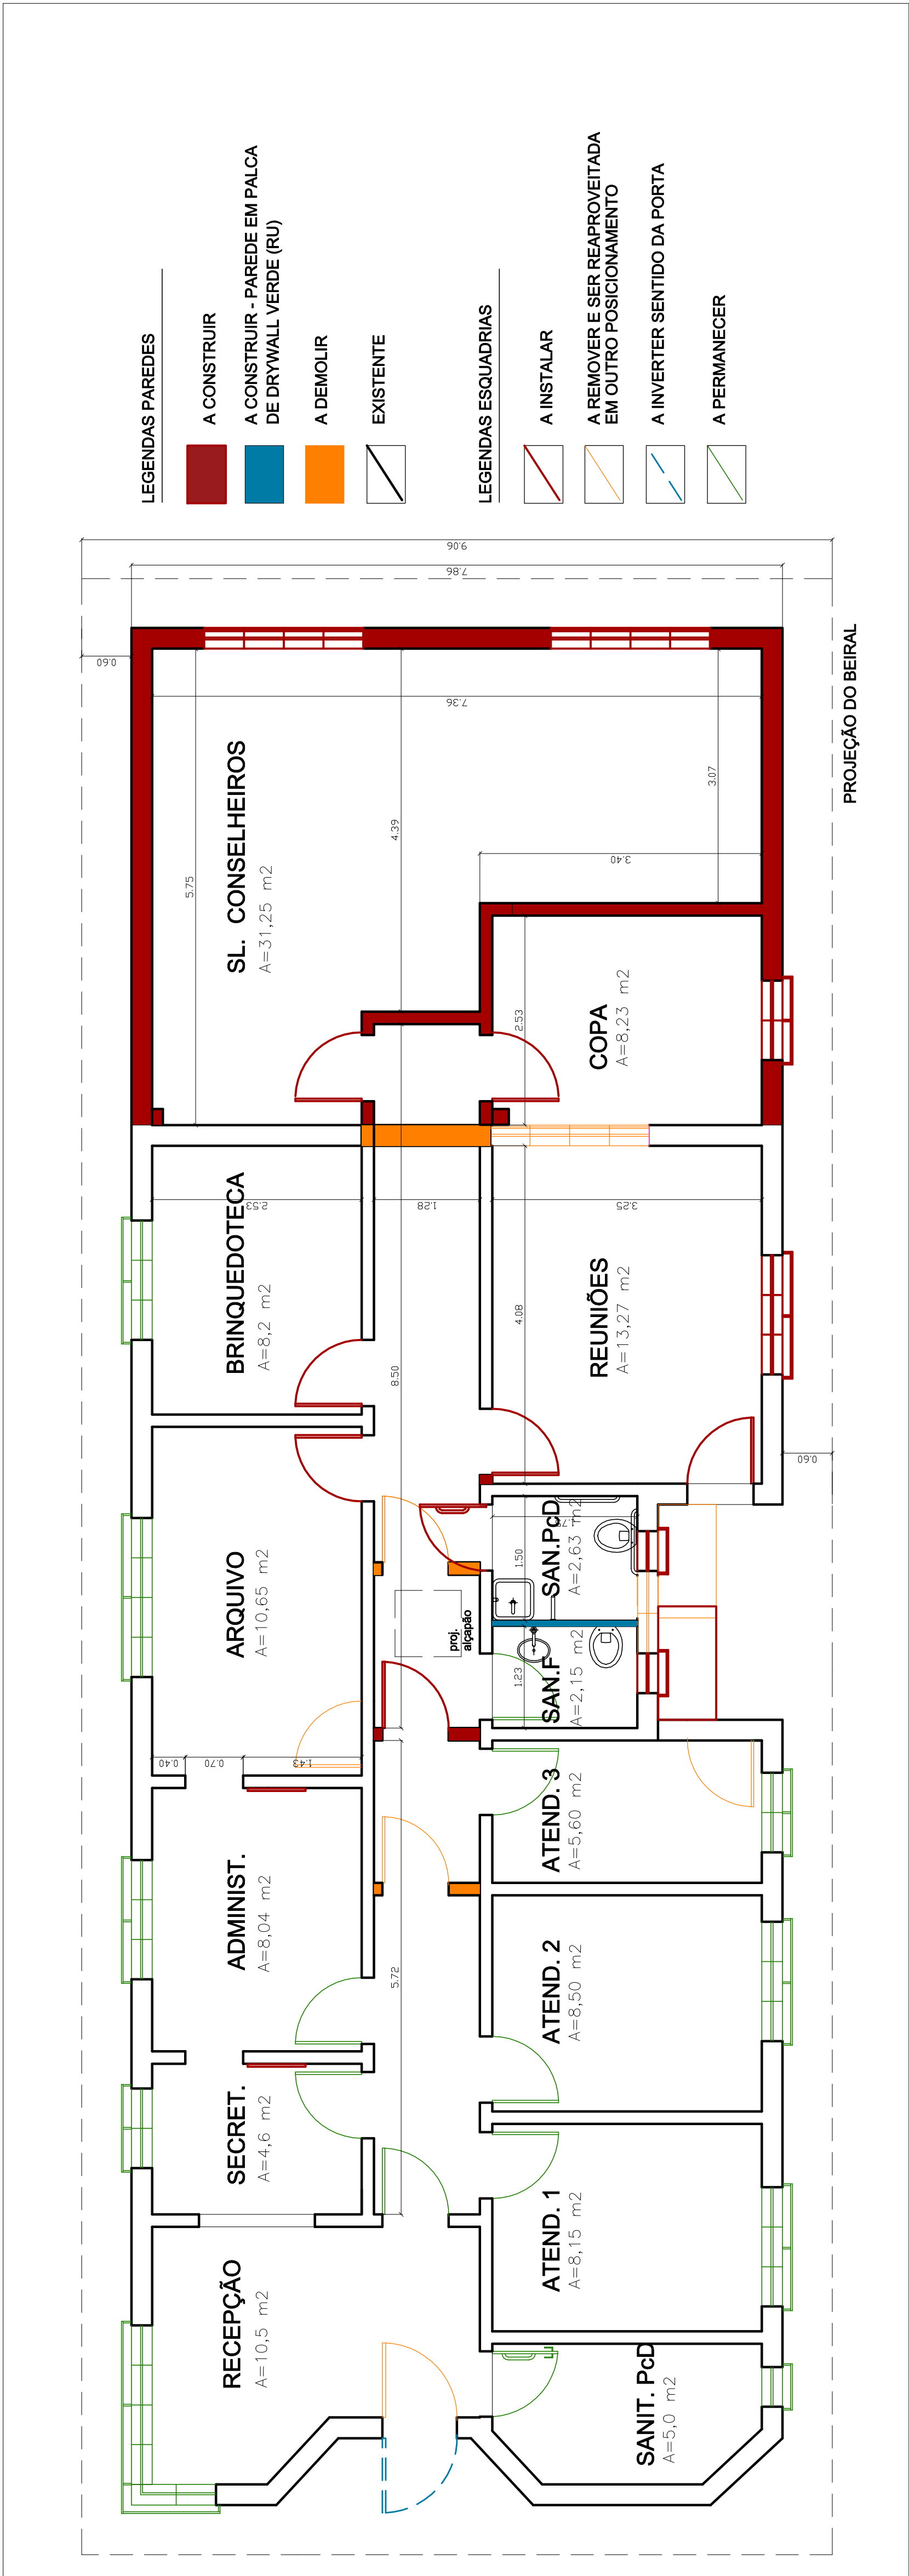 LEGENDAS PAREDES
A CONSTRUIR
A CONSTRUIR - PAREDE EM PALCA
DE DRYWALL VERDE (RU)
A DEMOLIR
EXISTENTE
LEGENDAS ESQUADRIAS
A INSTALAR
A REMOVER E SER REAPROVEITADA
EM OUTRO POSICIONAMENTO
A INVERTER SENTIDO DA PORTA
A PERMANECER
9.06
7.86
0.60
PROJEÇÃO DO BEIRAL
7.36
SL. CONSELHEIROS
A=31,25 m2
5.75
4.39
3.07
3.40
COPA
A=8,23 m2
2.53
BRINQUEDOTECA
A=8,2 m2
2.53
1.28
3.25
REUNIÕES
A=13,27 m2
4.08
8.50
0.60
ARQUIVO
A=10,65 m2
SAN.PcD
A=2,63 m2
1.50
proj.
alçapão
SAN.F
A=2,15 m2
1.23
0.40
0.70
1.43
ADMINIST.
A=8,04 m2
ATEND. 3
A=5,60 m2
ATEND. 2
A=8,50 m2
5.72
SECRET.
A=4,6 m2
ATEND. 1
A=8,15 m2
RECEPÇÃO
A=10,5 m2
SANIT. PcD
A=5,0 m2